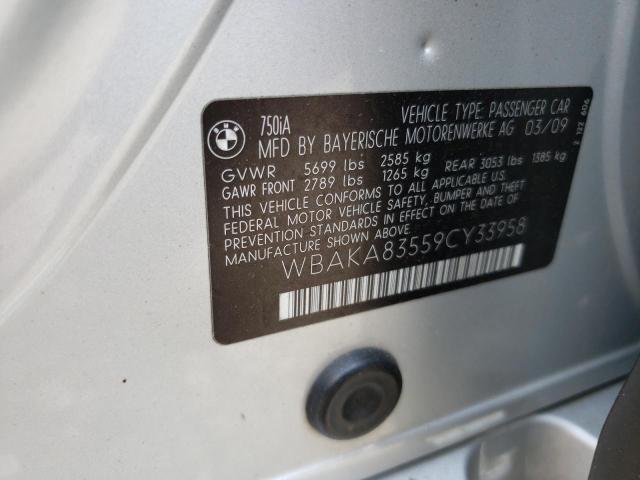 BMW
750iA
VEHICLE TYPE: PASSENGER CAR
MFD BY BAYERISCHE MOTORENWERKE AG 03/09
GVWR 5699 lbs 2585 kg
GAWR FRONT 2789 lbs 1265 kg REAR 3053 lbs 1385 kg
THIS VEHICLE CONFORMS TO ALL APPLICABLE U.S.
FEDERAL MOTOR VEHICLE SAFETY, BUMPER, AND THEFT
PREVENTION STANDARDS IN EFFECT ON THE DATE OF
MANUFACTURE SHOWN ABOVE.
WBAKA83559CY33958